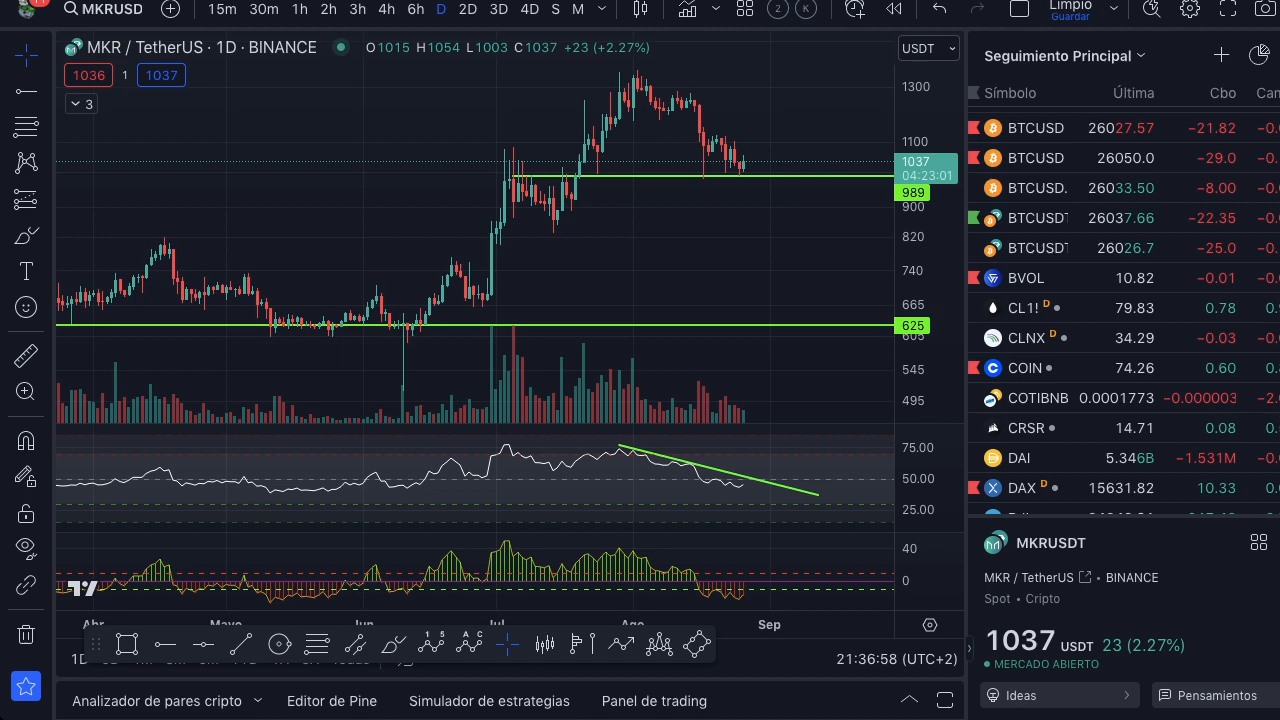 MKRUSD 15m 30m 1h 2h 3h 4h 6h D 2D 3D 4D S M 2 K Limpio
Guardar
MKR / TetherUS · 1D · BINANCE O1015 H1054 L1003 C1037 +23 (+2.27%)
1036 1 1037
3
USDT
1300
1100
1037
04:23:01
989
900
820
740
665
625
605
545
495
75.00
50.00
25.00
40
0
Abr Mayo Jun Jul Ago Sep
1D
21:36:58 (UTC+2)
Analizador de pares cripto Editor de Pine Simulador de estrategias Panel de trading
Seguimiento Principal
Símbolo Última Cbo
BTCUSD 26027.57 −21.82
BTCUSD 26050.0 −29.0
BTCUSD. 26033.50 −8.00
BTCUSDT 26037.66 −22.35
BTCUSDT 26026.7 −25.0
BVOL 10.82 −0.01
CL1! D 79.83 0.78
CLNX D 34.29 −0.03
COIN 74.26 0.60
COTIBNB 0.0001773 −0.000003
CRSR 14.71 0.08
DAI 5.346B −1.531M
DAX D 15631.82 10.33
MKRUSDT
MKR / TetherUS • BINANCE
Spot • Cripto
1037 USDT 23 (2.27%)
MERCADO ABIERTO
Ideas Pensamientos